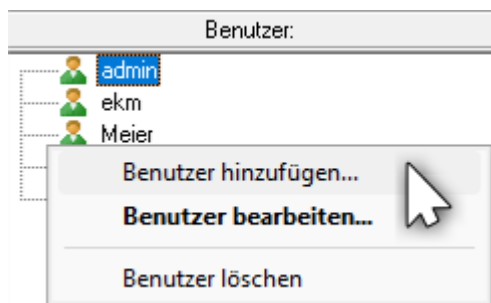 Benutzer:
admin
ekm
Meier
Benutzer hinzufügen...
Benutzer bearbeiten...
Benutzer löschen